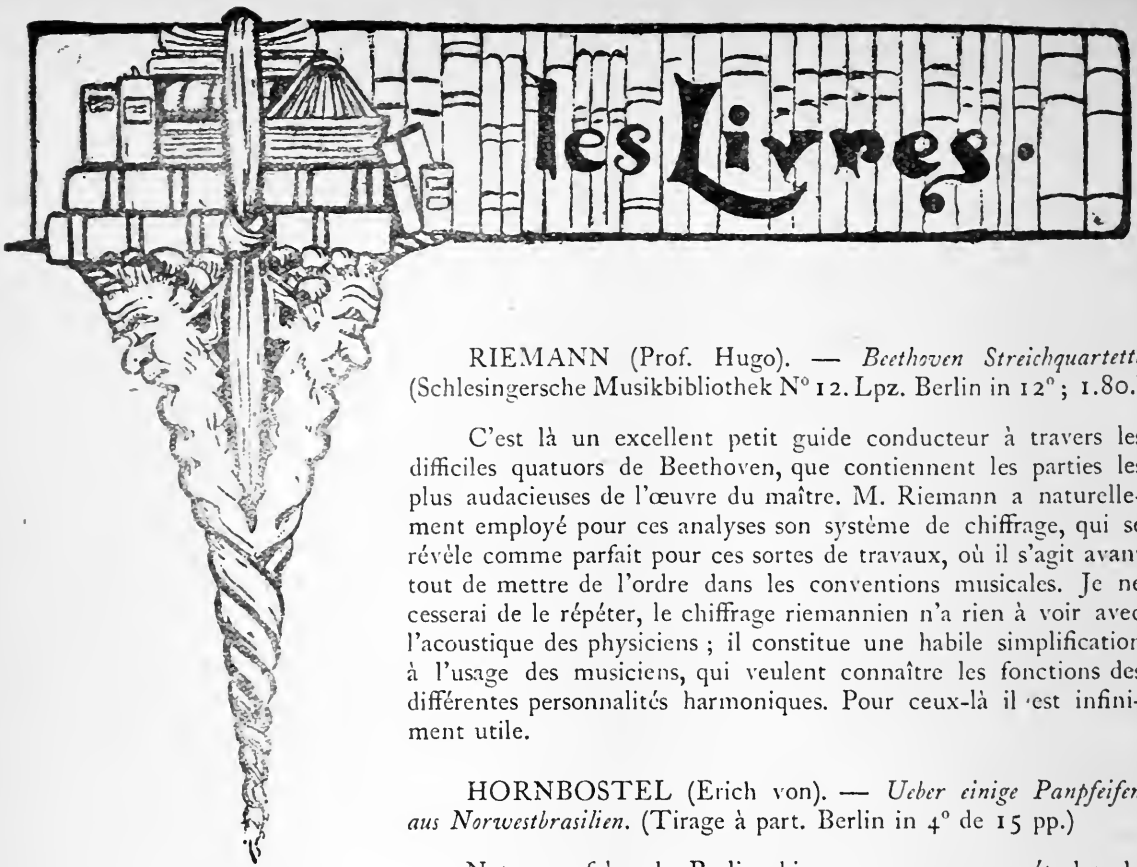 les Livres.
RIEMANN (Prof. Hugo). — Beethoven Streichquartett.
(Schlesingersche Musikbibliothek N° 12. Lpz. Berlin in 12°; 1.80.
C'est là un excellent petit guide conducteur à travers les
difficiles quatuors de Beethoven, que contiennent les parties les
plus audacieuses de l'œuvre du maître. M. Riemann a naturelle-
ment employé pour ces analyses son système de chiffrage, qui se
révèle comme parfait pour ces sortes de travaux, où il s'agit avant
tout de mettre de l'ordre dans les conventions musicales. Je ne
cesserai de le répéter, le chiffrage riemannien n'a rien à voir avec
l'acoustique des physiciens ; il constitue une habile simplification
à l'usage des musiciens, qui veulent connaître les fonctions des
différentes personnalités harmoniques. Pour ceux-là il est infini-
ment utile.
HORNBOSTEL (Erich von). — Ueber einige Panpfeifen
aus Norwestbrasilien. (Tirage à part. Berlin in 4° de 15 pp.)